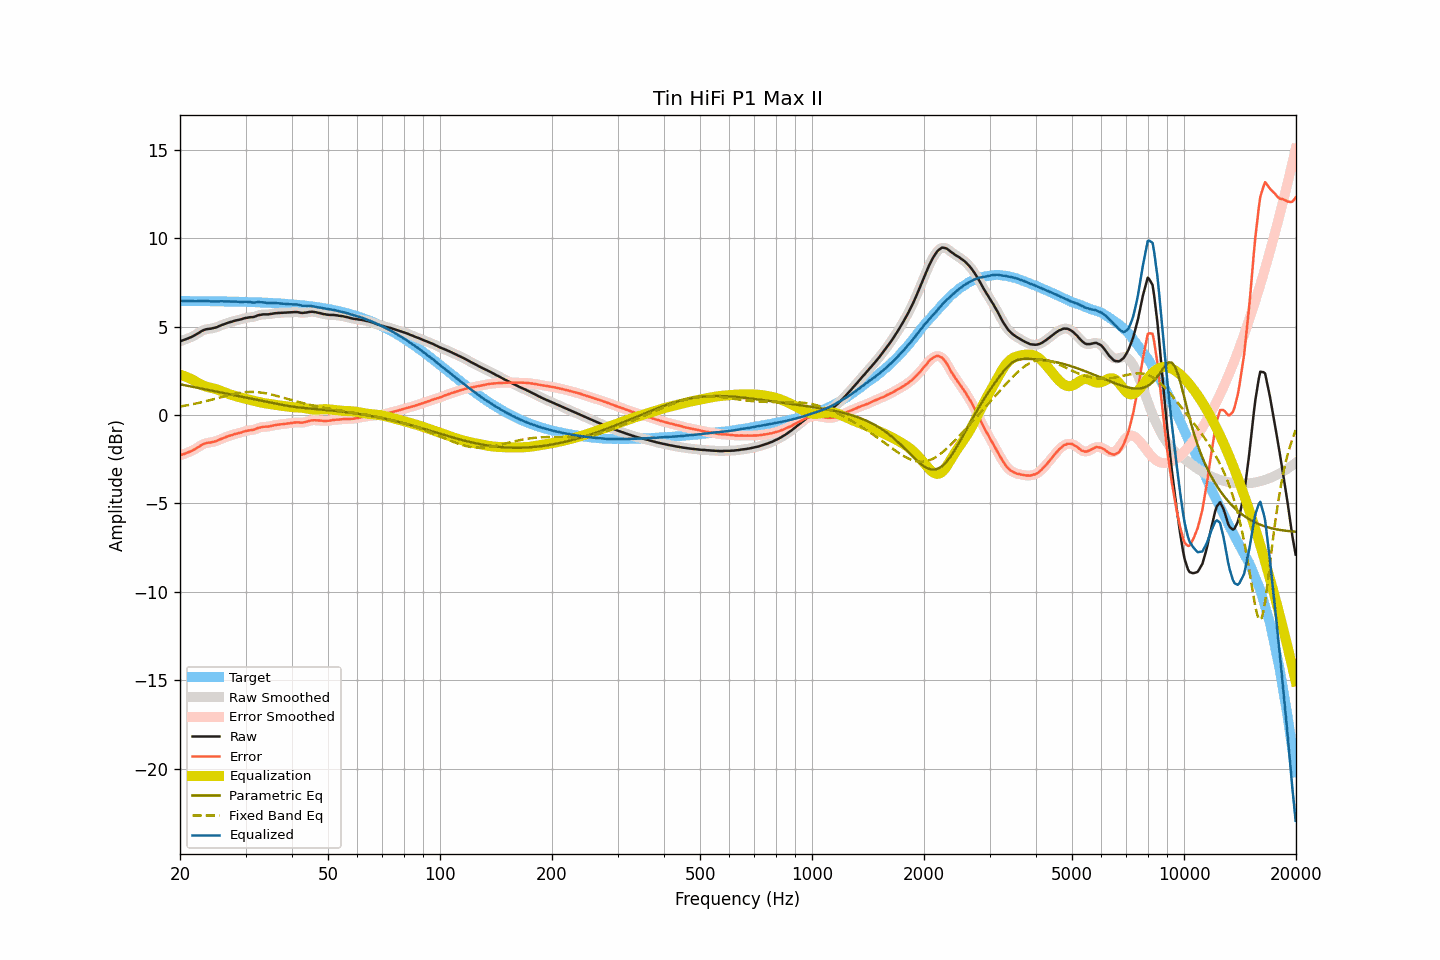 Tin HiFi P1 Max II
15
10
5
0
−5
−10
−15
−20
Amplitude (dBr)
Target
Raw Smoothed
Error Smoothed
Raw
Error
Equalization
Parametric Eq
Fixed Band Eq
Equalized
20 50 100 200 500 1000 2000 5000 10000 20000
Frequency (Hz)